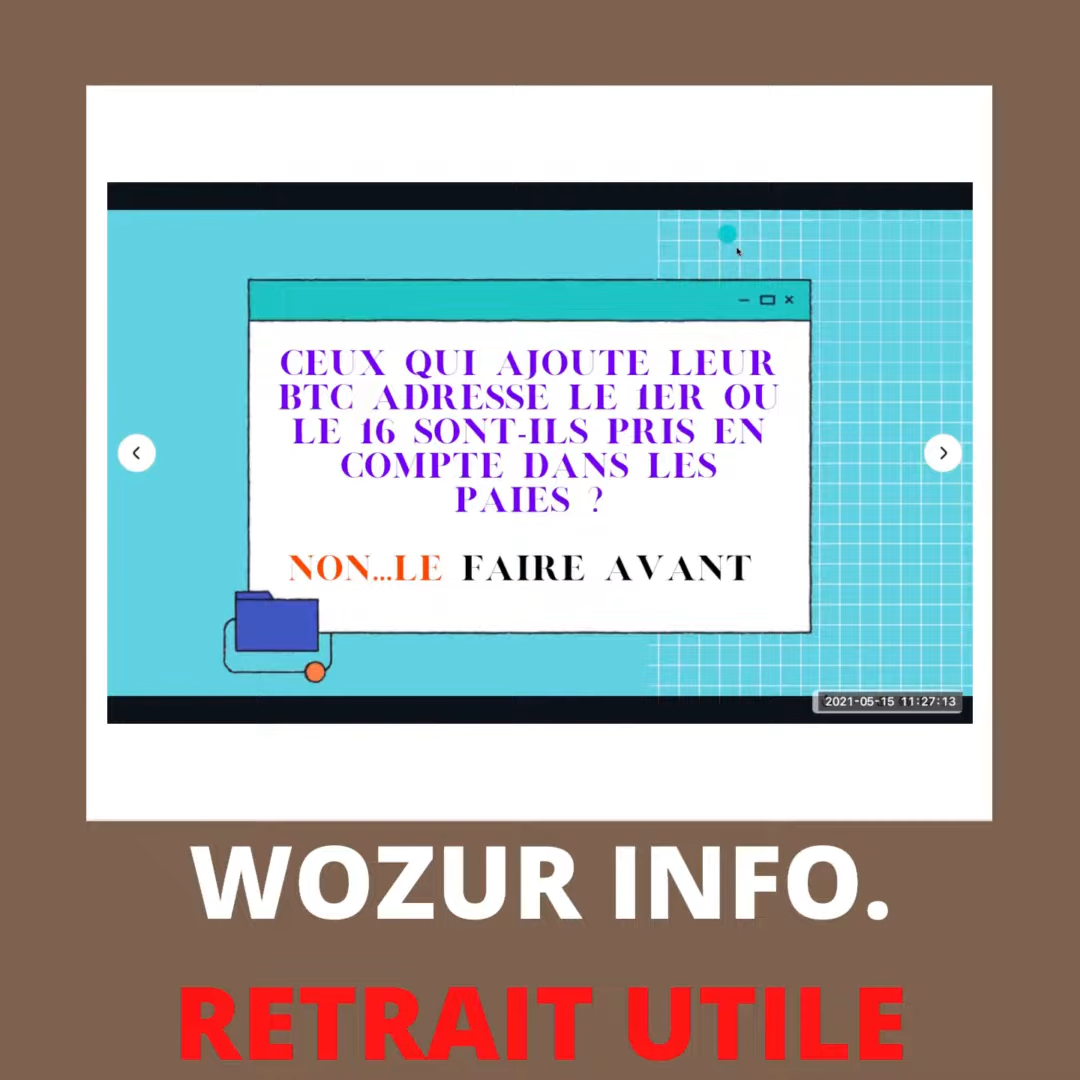 CEUX QUI AJOUTE LEUR
BTC ADRESSE LE 1ER OU
LE 16 SONT-ILS PRIS EN
COMPTE DANS LES
PAIES ?
NON...LE FAIRE AVANT
2021-05-15 11:27:13
WOZUR INFO.
RETRAIT UTILE